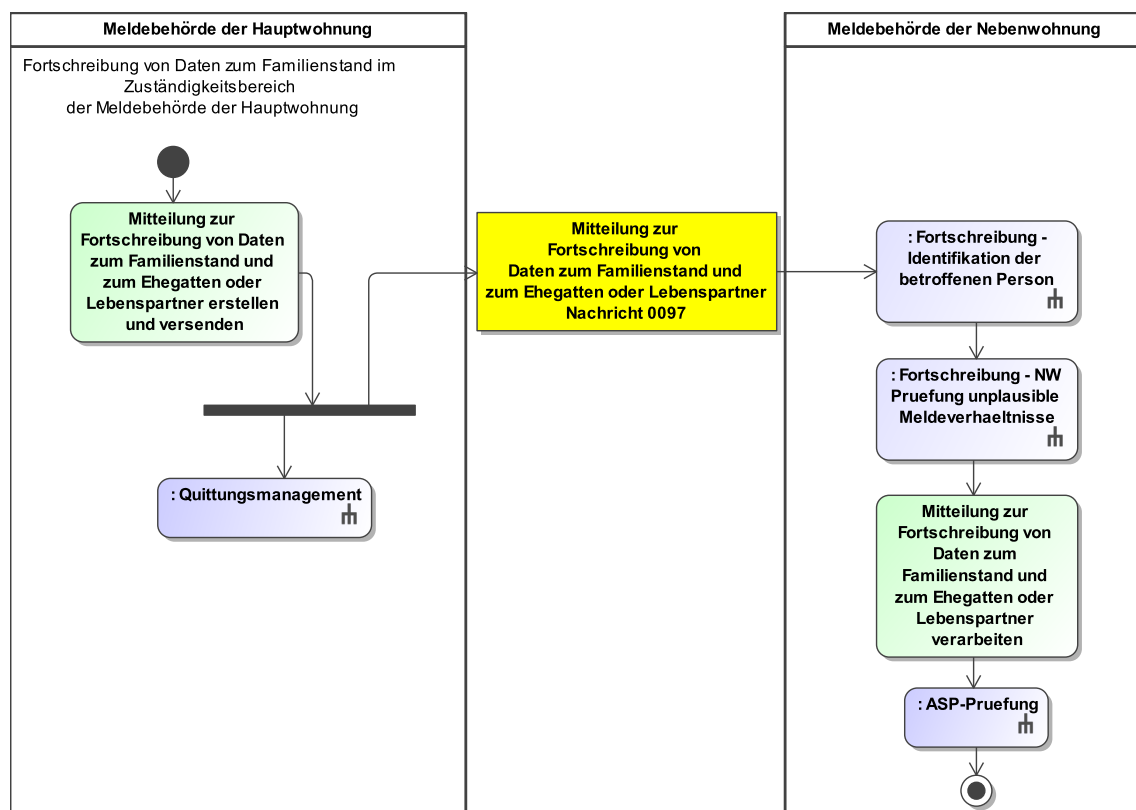 Meldebehörde der Hauptwohnung
Fortschreibung von Daten zum Familienstand im
Zuständigkeitsbereich
der Meldebehörde der Hauptwohnung
Mitteilung zur
Fortschreibung von Daten
zum Familienstand und
zum Ehegatten oder
Lebenspartner erstellen
und versenden
: Quittungsmanagement
Mitteilung zur
Fortschreibung von
Daten zum Familienstand und
zum Ehegatten oder Lebenspartner
Nachricht 0097
Meldebehörde der Nebenwohnung
: Fortschreibung -
Identifikation der
betroffenen Person
: Fortschreibung - NW
Pruefung unplausible
Meldeverhaeltnisse
Mitteilung zur
Fortschreibung von
Daten zum
Familienstand und
zum Ehegatten oder
Lebenspartner
verarbeiten
: ASP-Pruefung